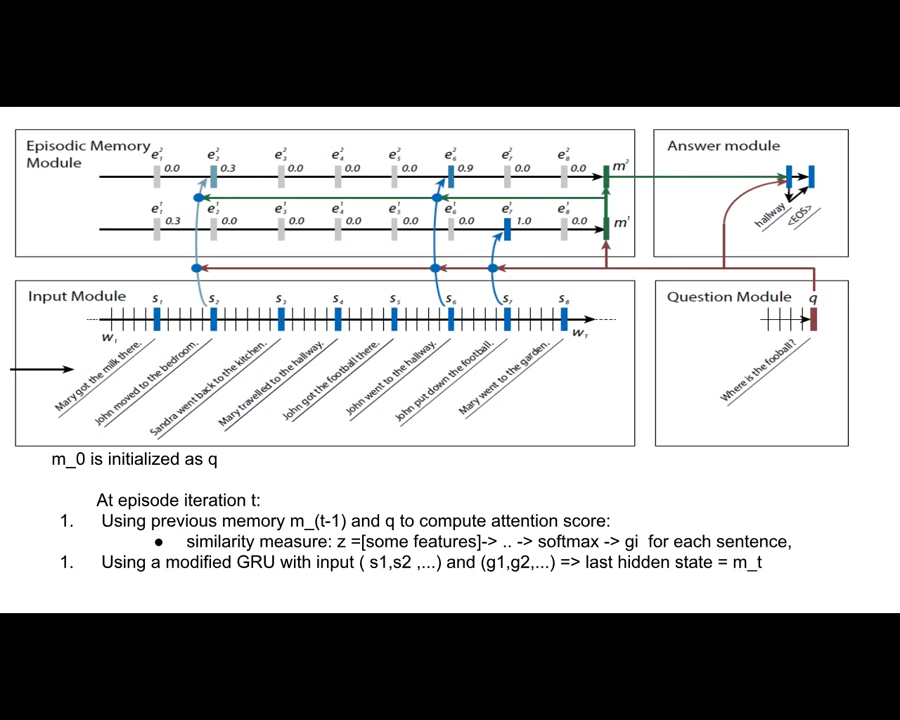 Episodic Memory
Module
e²₁ e²₂ e²₃ e²₄ e²₅ e²₆ e²₇ e²₈
0.0 0.3 0.0 0.0 0.0 0.9 0.0 0.0 m²
e¹₁ e¹₂ e¹₃ e¹₄ e¹₅ e¹₆ e¹₇ e¹₈
0.3 0.0 0.0 0.0 0.0 0.0 1.0 0.0 m¹
Answer module
hallway
<EOS>
Input Module
s₁ s₂ s₃ s₄ s₅ s₆ s₇ s₈
w₁ w_T
Mary got the milk there.
John moved to the bedroom.
Sandra went back to the kitchen.
Mary travelled to the hallway.
John got the football there.
John went to the hallway.
John put down the football.
Mary went to the garden.
Question Module q
Where is the fooball?
m_0 is initialized as q
At episode iteration t:
1. Using previous memory m_(t-1) and q to compute attention score:
● similarity measure: z =[some features]-> .. -> softmax -> gi for each sentence,
1. Using a modified GRU with input ( s1,s2 ,...) and (g1,g2,...) => last hidden state = m_t